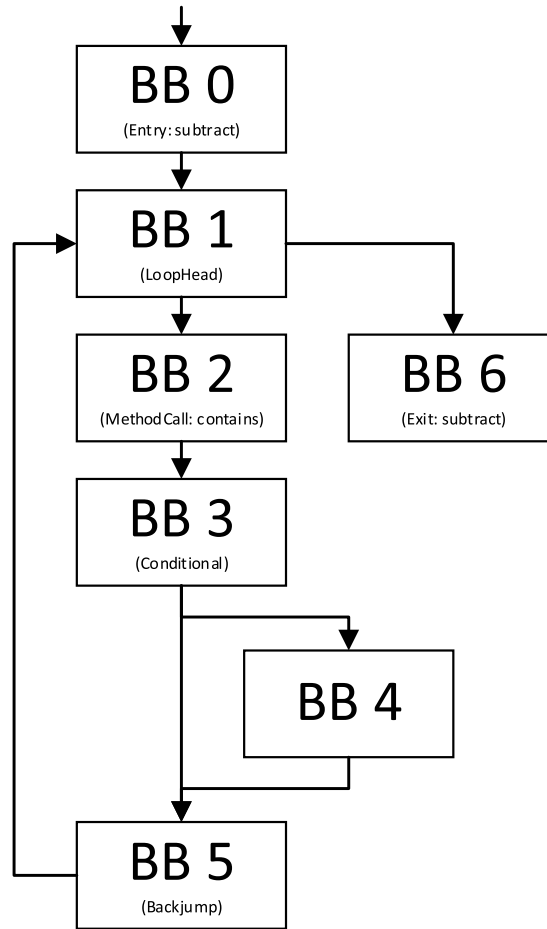 BB 0
(Entry: subtract)
BB 1
(LoopHead)
BB 2
(MethodCall: contains)
BB 6
(Exit: subtract)
BB 3
(Conditional)
BB 4
BB 5
(Backjump)